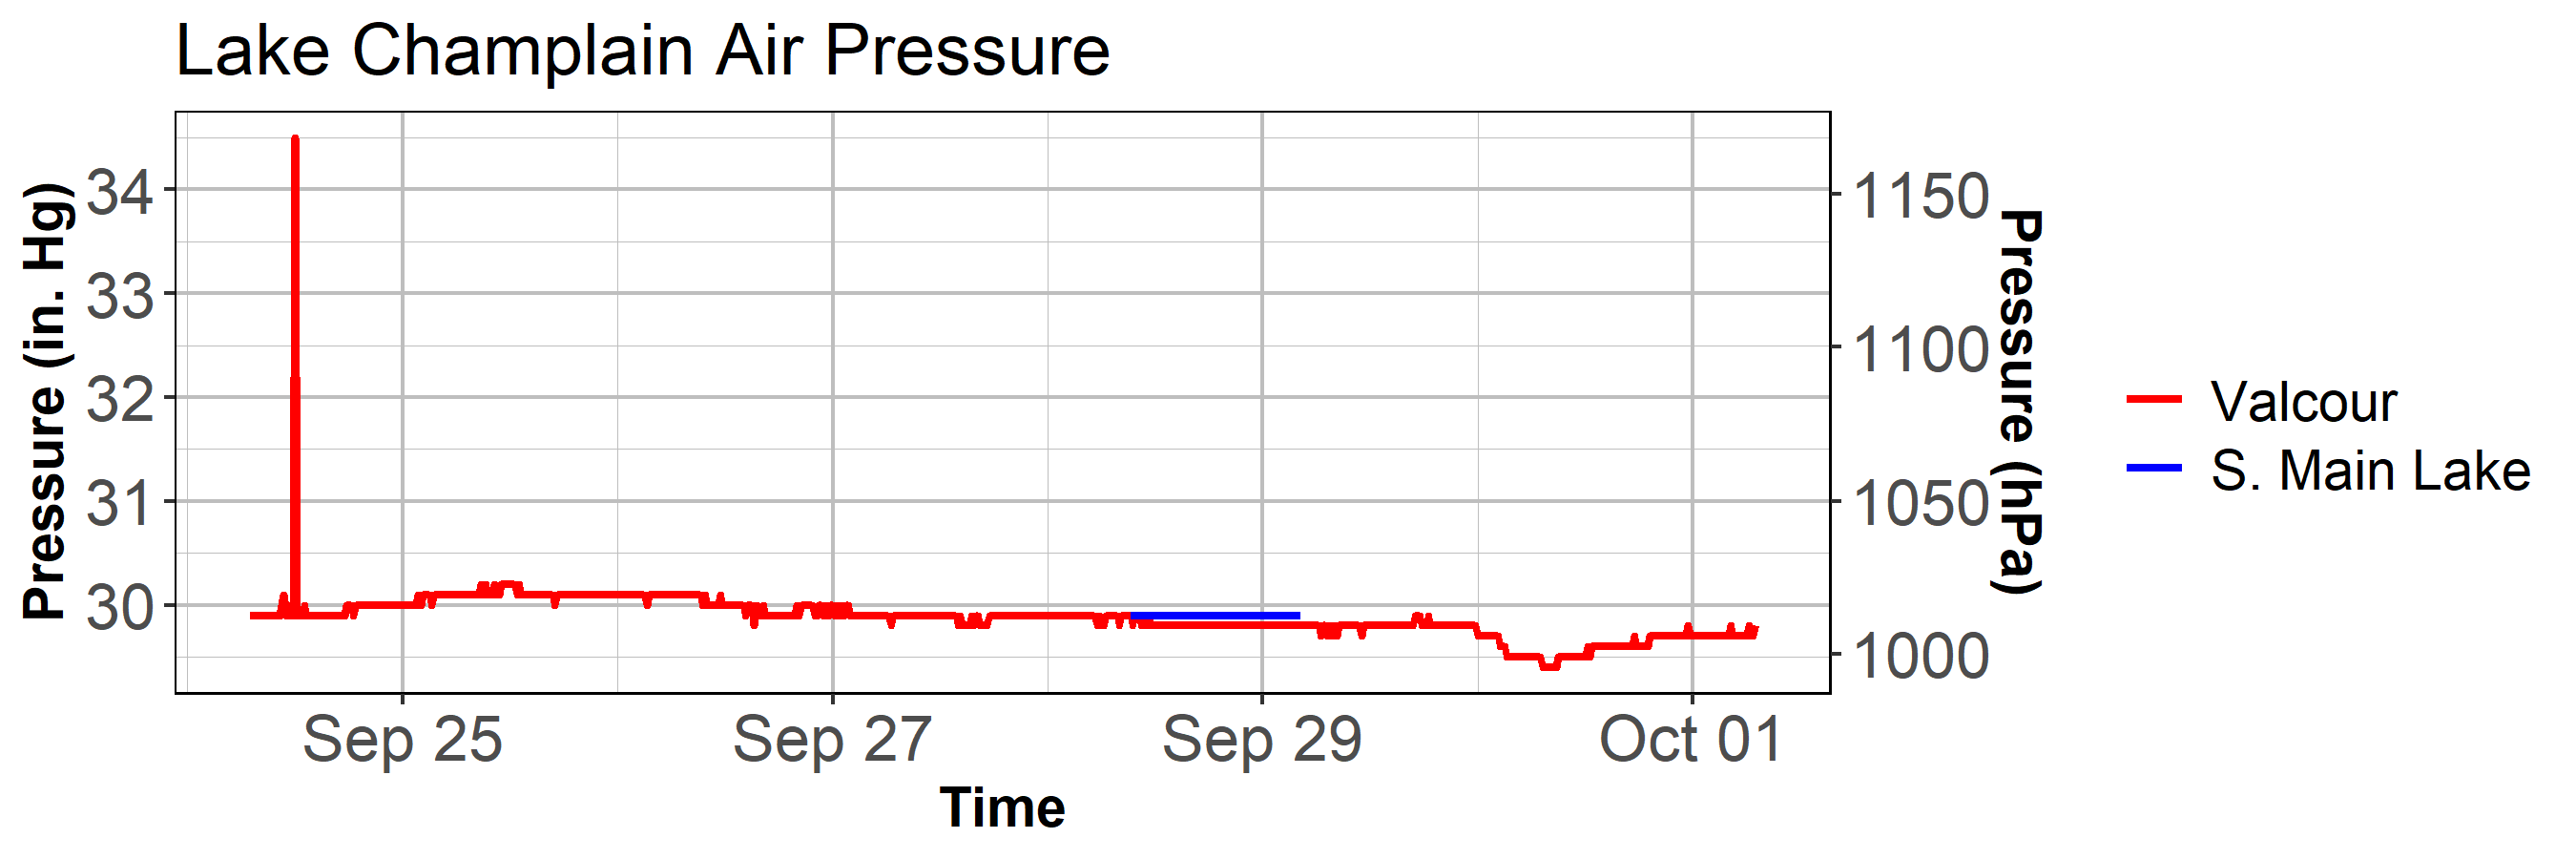 Lake Champlain Air Pressure
Pressure (in. Hg)
34
33
32
31
30
1150
1100
1050
1000
Pressure (hPa)
Sep 25
Sep 27
Sep 29
Oct 01
Time
Valcour
S. Main Lake